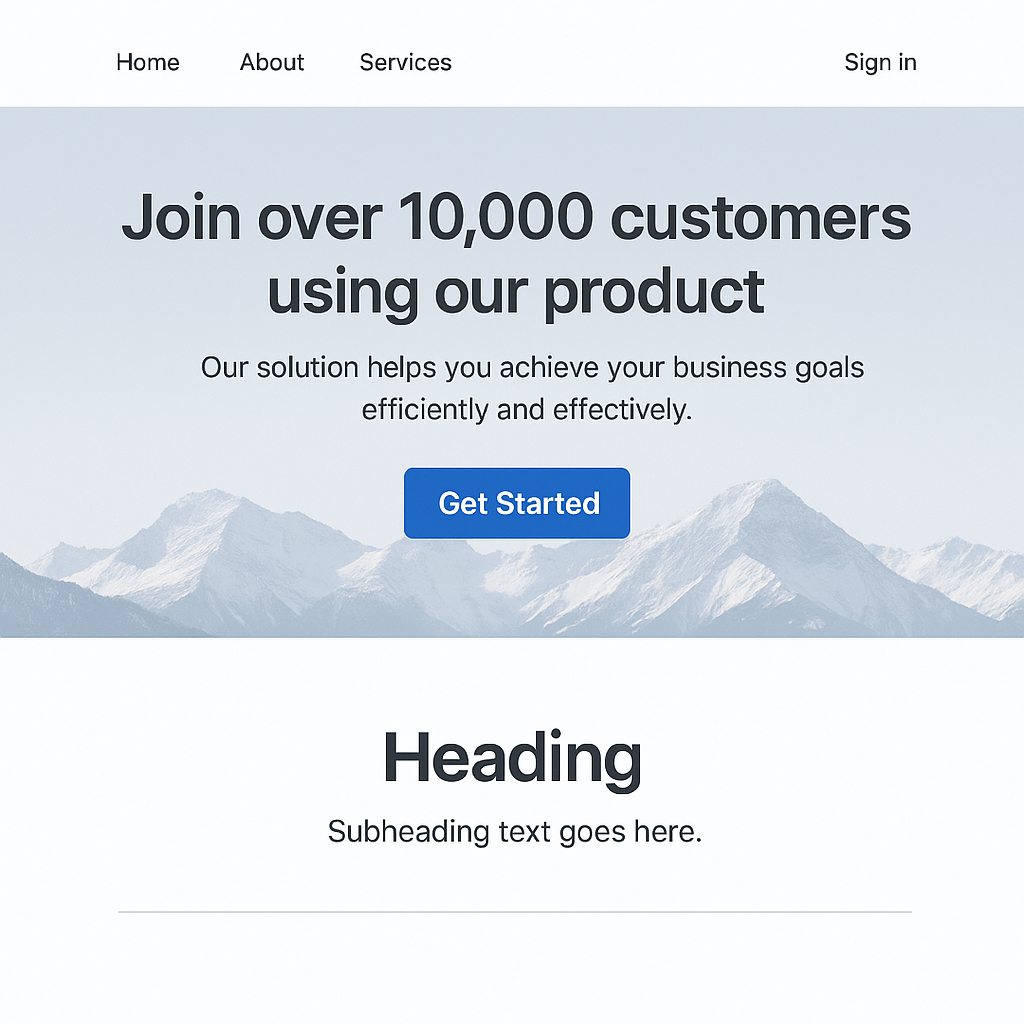 Home About Services Sign in
Join over 10,000 customers
using our product
Our solution helps you achieve your business goals
efficiently and effectively.
Get Started
Heading
Subheading text goes here.